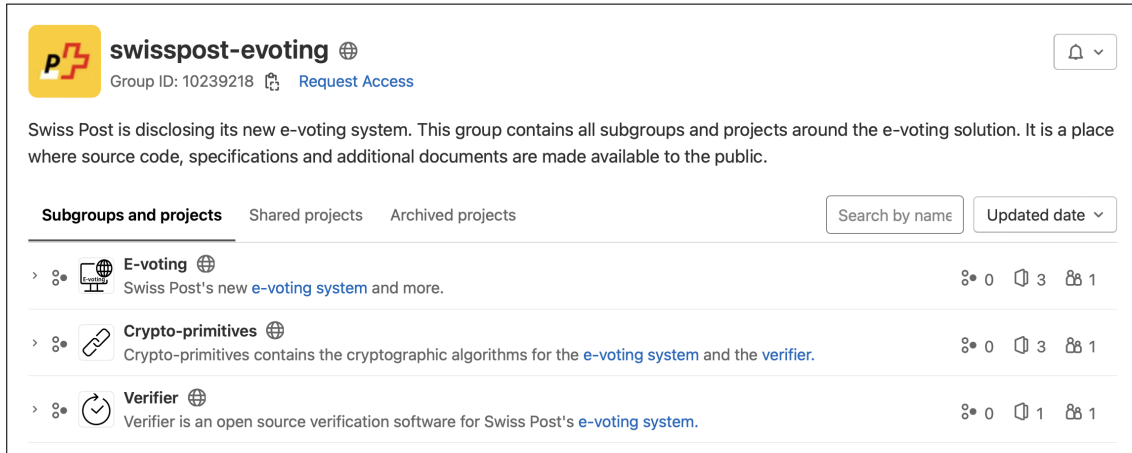 P
swisspost-evoting
Group ID: 10239218 Request Access
Swiss Post is disclosing its new e-voting system. This group contains all subgroups and projects around the e-voting solution. It is a place
where source code, specifications and additional documents are made available to the public.
Subgroups and projects Shared projects Archived projects Search by name Updated date
E-voting
E-voting 0 3 1
Swiss Post's new e-voting system and more.
Crypto-primitives 0 3 1
Crypto-primitives contains the cryptographic algorithms for the e-voting system and the verifier.
Verifier 0 1 1
Verifier is an open source verification software for Swiss Post's e-voting system.